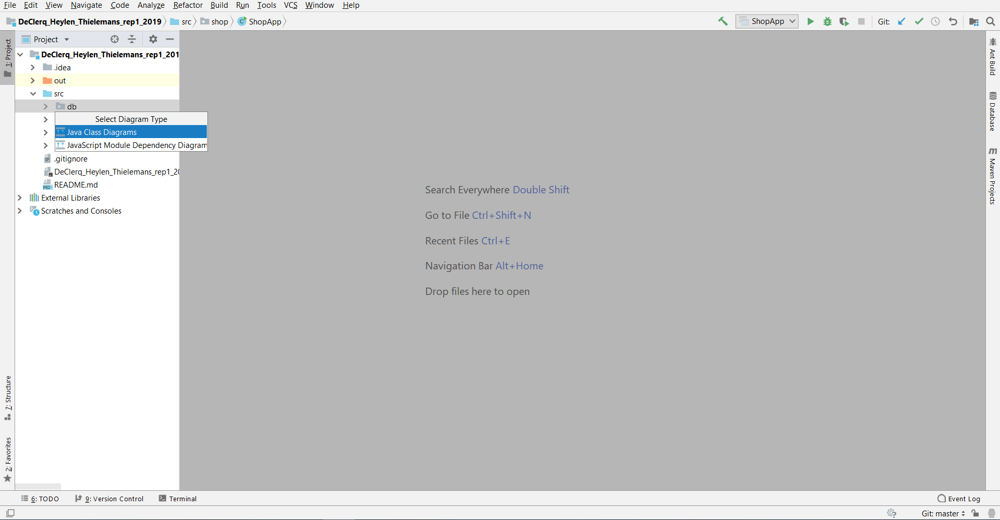 File Edit View Navigate Code Analyze Refactor Build Run Tools VCS Window Help
DeClerq_Heylen_Thielemans_rep1_2019 src shop ShopApp
ShopApp
Git:
Project
1: Project
DeClerq_Heylen_Thielemans_rep1_201
.idea
out
src
db
Select Diagram Type
Java Class Diagrams
JavaScript Module Dependency Diagram
.gitignore
DeClerq_Heylen_Thielemans_rep1_20
MD README.md
External Libraries
Scratches and Consoles
Search Everywhere Double Shift
Go to File Ctrl+Shift+N
Recent Files Ctrl+E
Navigation Bar Alt+Home
Drop files here to open
Ant Build
Database
m Maven Projects
7: Structure
2: Favorites
6: TODO
9: Version Control
Terminal
Event Log
Git: master